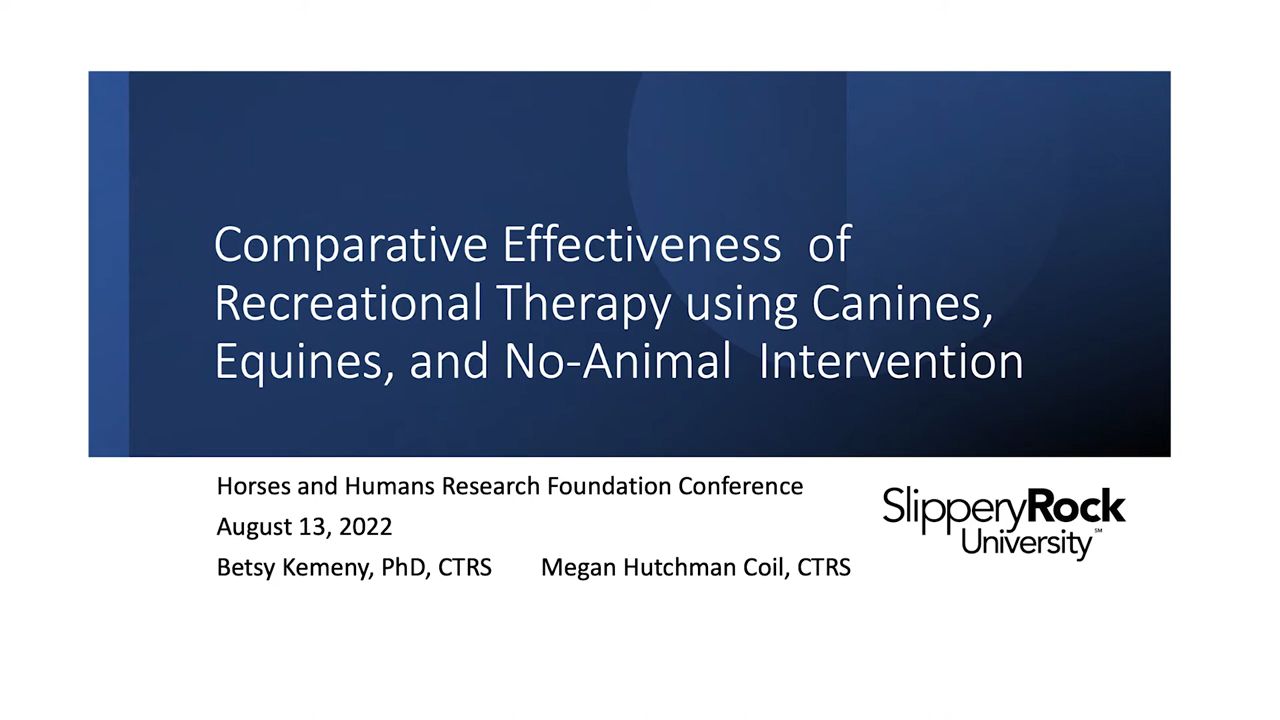 Comparative Effectiveness of
Recreational Therapy using Canines,
Equines, and No-Animal Intervention
Horses and Humans Research Foundation Conference
August 13, 2022
Betsy Kemeny, PhD, CTRS Megan Hutchman Coil, CTRS
SlipperyRock
University℠